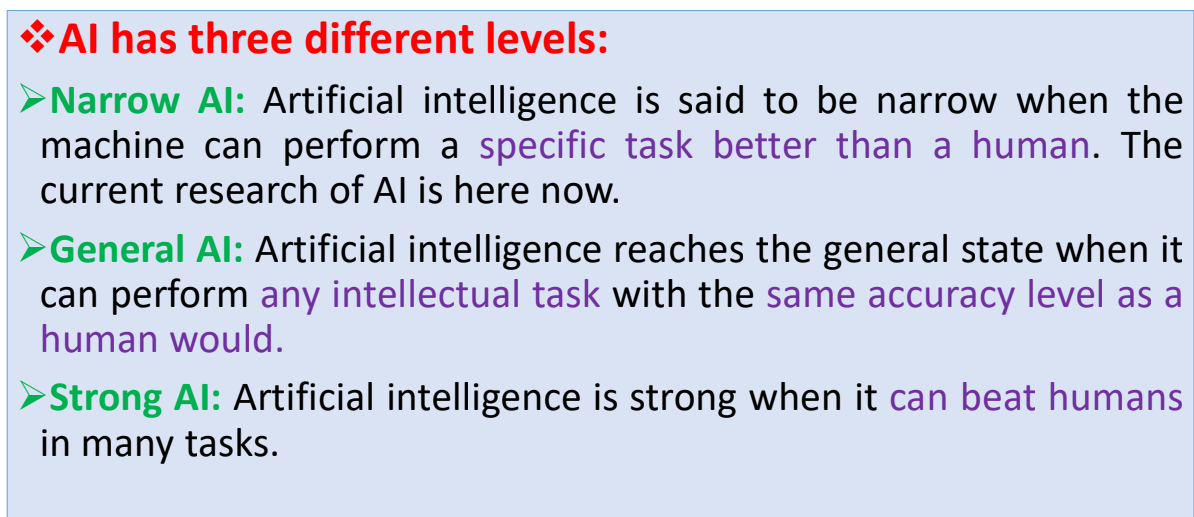 ❖AI has three different levels:
➢Narrow AI: Artificial intelligence is said to be narrow when the
machine can perform a specific task better than a human. The
current research of AI is here now.
➢General AI: Artificial intelligence reaches the general state when it
can perform any intellectual task with the same accuracy level as a
human would.
➢Strong AI: Artificial intelligence is strong when it can beat humans
in many tasks.